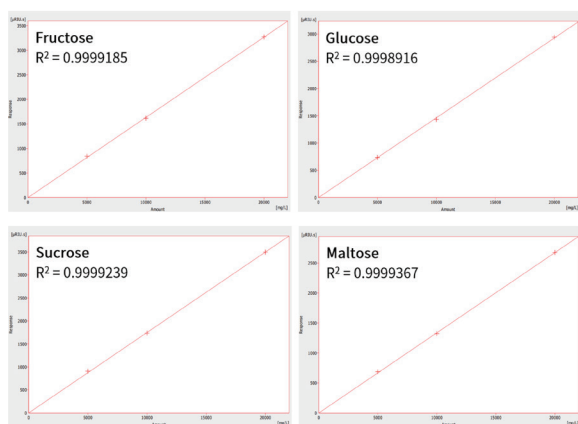 [µRIU.s]
3500
Fructose
R² = 0.9999185
3000
2500
2000
Response
1500
1000
500
0
0 5000 10000 15000 20000
Amount [mg/L]
[µRIU.s]
Glucose
3000
R² = 0.9998916
2500
2000
Response
1500
1000
500
0
0 5000 10000 15000 20000
Amount [mg/L]
[µRIU.s]
Sucrose
3500
R² = 0.9999239
3000
2500
2000
Response
1500
1000
500
0
0 5000 10000 15000 20000
Amount [mg/L]
[µRIU.s]
Maltose
R² = 0.9999367
2500
2000
Response
1500
1000
500
0
0 5000 10000 15000 20000
Amount [mg/L]